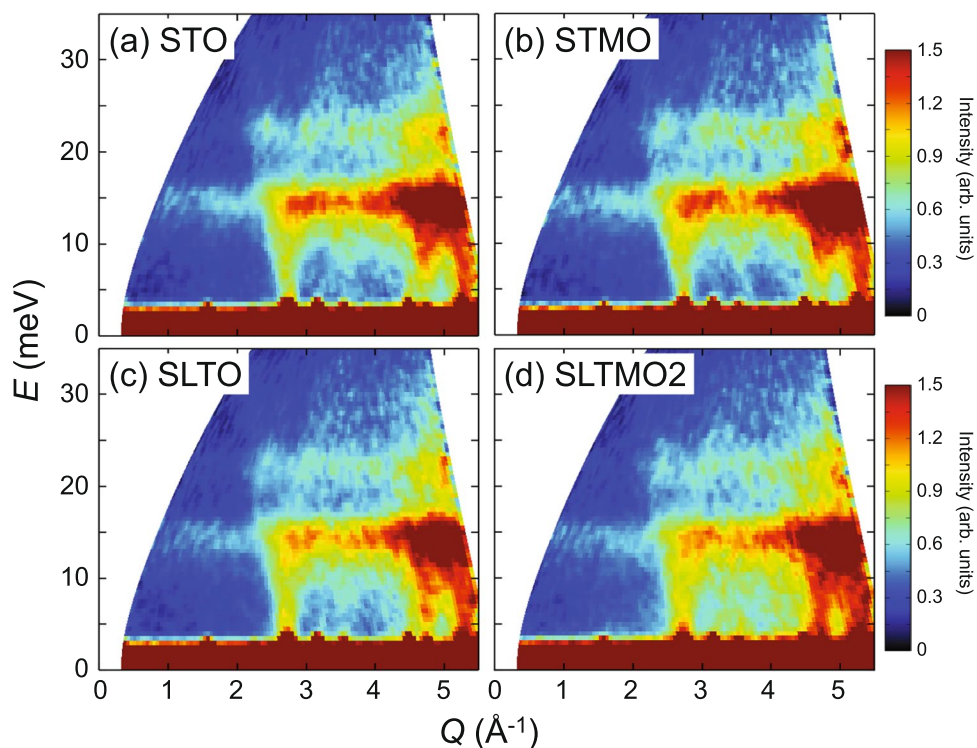 (a) STO
(b) STMO
30
20
10
0
1.5
1.2
0.9
0.6
0.3
0
Intensity (arb. units)
E (meV)
(c) SLTO
(d) SLTMO2
30
20
10
0
1.5
1.2
0.9
0.6
0.3
0
Intensity (arb. units)
0 1 2 3 4 5 1 2 3 4 5
Q (Å⁻¹)